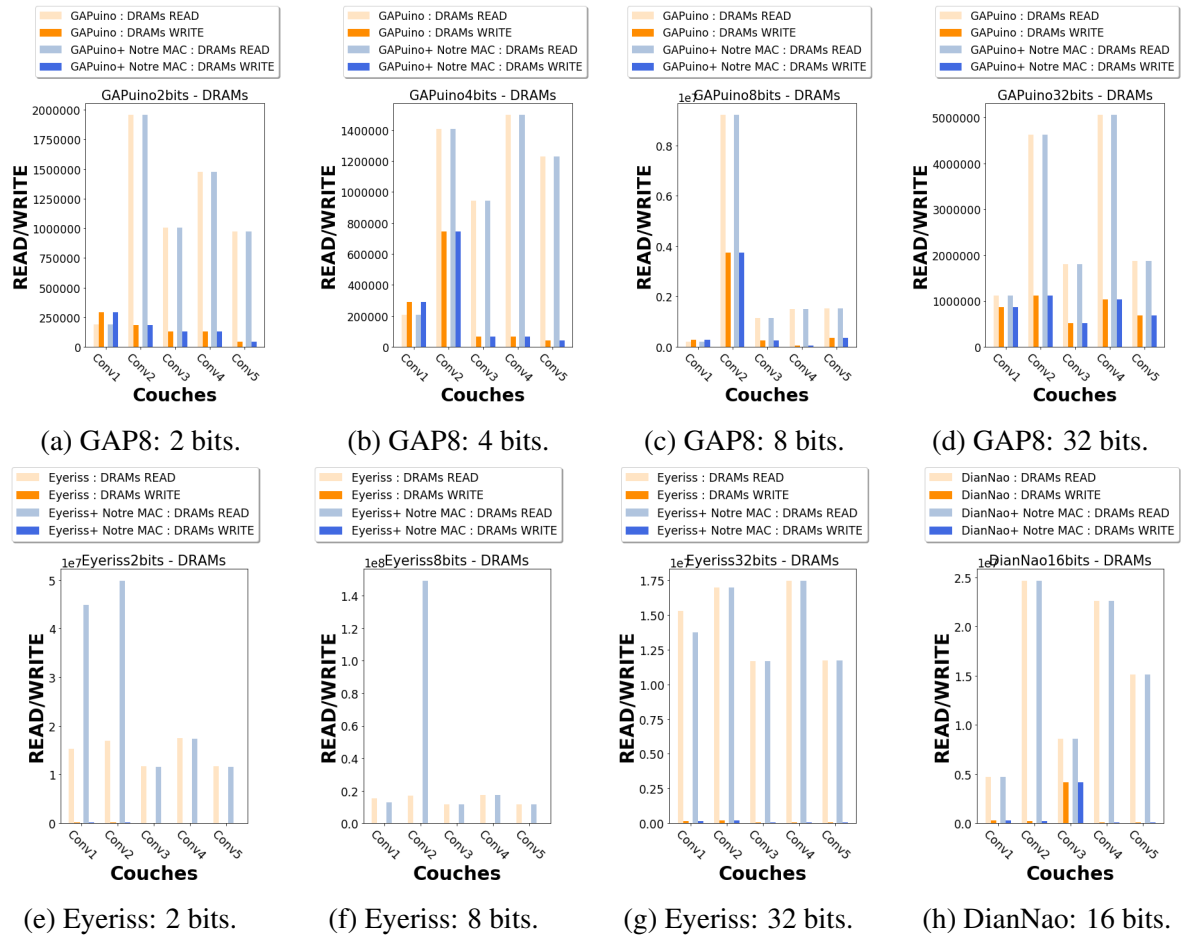 GAPuino : DRAMs READ
GAPuino : DRAMs WRITE
GAPuino+ Notre MAC : DRAMs READ
GAPuino+ Notre MAC : DRAMs WRITE
GAPuino2bits - DRAMs
READ/WRITE
2000000
1750000
1500000
1250000
1000000
750000
500000
250000
0
Conv1
Conv2
Conv3
Conv4
Conv5
Couches
(a) GAP8: 2 bits.
GAPuino : DRAMs READ
GAPuino : DRAMs WRITE
GAPuino+ Notre MAC : DRAMs READ
GAPuino+ Notre MAC : DRAMs WRITE
GAPuino4bits - DRAMs
READ/WRITE
1400000
1200000
1000000
800000
600000
400000
200000
0
Conv1
Conv2
Conv3
Conv4
Conv5
Couches
(b) GAP8: 4 bits.
GAPuino : DRAMs READ
GAPuino : DRAMs WRITE
GAPuino+ Notre MAC : DRAMs READ
GAPuino+ Notre MAC : DRAMs WRITE
1e7
GAPuino8bits - DRAMs
READ/WRITE
0.8
0.6
0.4
0.2
0.0
Conv1
Conv2
Conv3
Conv4
Conv5
Couches
(c) GAP8: 8 bits.
GAPuino : DRAMs READ
GAPuino : DRAMs WRITE
GAPuino+ Notre MAC : DRAMs READ
GAPuino+ Notre MAC : DRAMs WRITE
GAPuino32bits - DRAMs
READ/WRITE
5000000
4000000
3000000
2000000
1000000
0
Conv1
Conv2
Conv3
Conv4
Conv5
Couches
(d) GAP8: 32 bits.
Eyeriss : DRAMs READ
Eyeriss : DRAMs WRITE
Eyeriss+ Notre MAC : DRAMs READ
Eyeriss+ Notre MAC : DRAMs WRITE
1e7
Eyeriss2bits - DRAMs
READ/WRITE
5
4
3
2
1
0
Conv1
Conv2
Conv3
Conv4
Conv5
Couches
(e) Eyeriss: 2 bits.
Eyeriss : DRAMs READ
Eyeriss : DRAMs WRITE
Eyeriss+ Notre MAC : DRAMs READ
Eyeriss+ Notre MAC : DRAMs WRITE
1e8
Eyeriss8bits - DRAMs
READ/WRITE
1.4
1.2
1.0
0.8
0.6
0.4
0.2
0.0
Conv1
Conv2
Conv3
Conv4
Conv5
Couches
(f) Eyeriss: 8 bits.
Eyeriss : DRAMs READ
Eyeriss : DRAMs WRITE
Eyeriss+ Notre MAC : DRAMs READ
Eyeriss+ Notre MAC : DRAMs WRITE
1e7
Eyeriss32bits - DRAMs
READ/WRITE
1.75
1.50
1.25
1.00
0.75
0.50
0.25
0.00
Conv1
Conv2
Conv3
Conv4
Conv5
Couches
(g) Eyeriss: 32 bits.
DianNao : DRAMs READ
DianNao : DRAMs WRITE
DianNao+ Notre MAC : DRAMs READ
DianNao+ Notre MAC : DRAMs WRITE
1e7
DianNao16bits - DRAMs
READ/WRITE
2.5
2.0
1.5
1.0
0.5
0.0
Conv1
Conv2
Conv3
Conv4
Conv5
Couches
(h) DianNao: 16 bits.